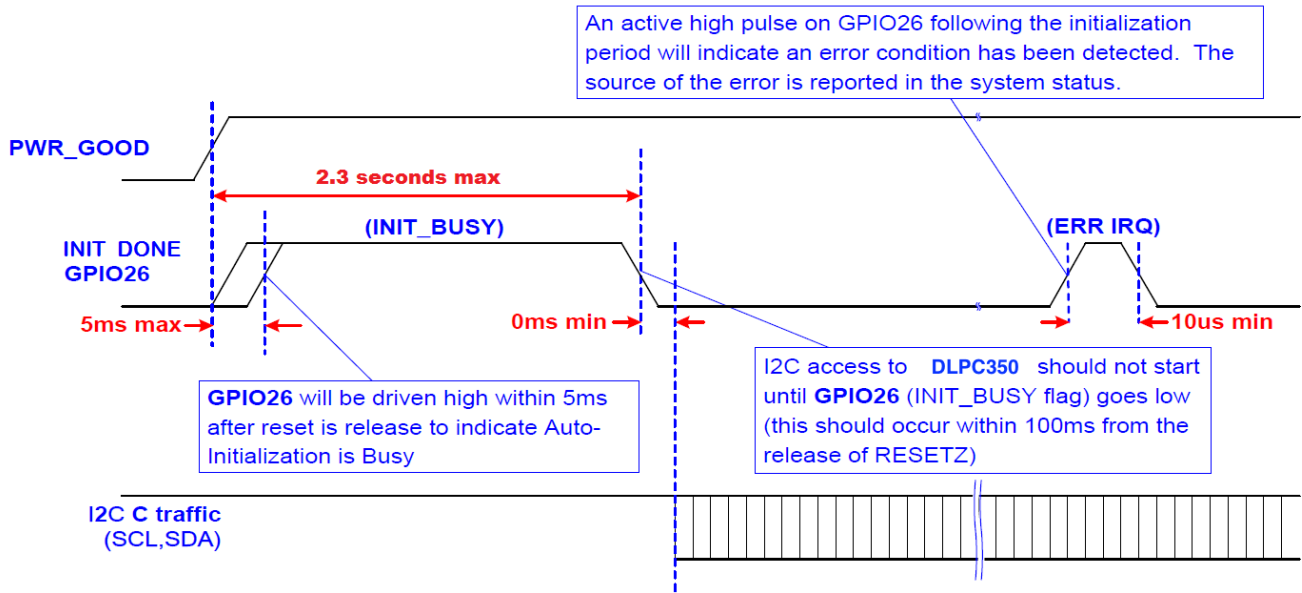 An active high pulse on GPIO26 following the initialization
period will indicate an error condition has been detected. The
source of the error is reported in the system status.
PWR_GOOD
2.3 seconds max
(INIT_BUSY)
(ERR IRQ)
INIT DONE
GPIO26
5ms max
0ms min
10us min
GPIO26 will be driven high within 5ms
after reset is release to indicate Auto-
Initialization is Busy
I2C access to DLPC350 should not start
until GPIO26 (INIT_BUSY flag) goes low
(this should occur within 100ms from the
release of RESETZ)
I2C C traffic
(SCL,SDA)